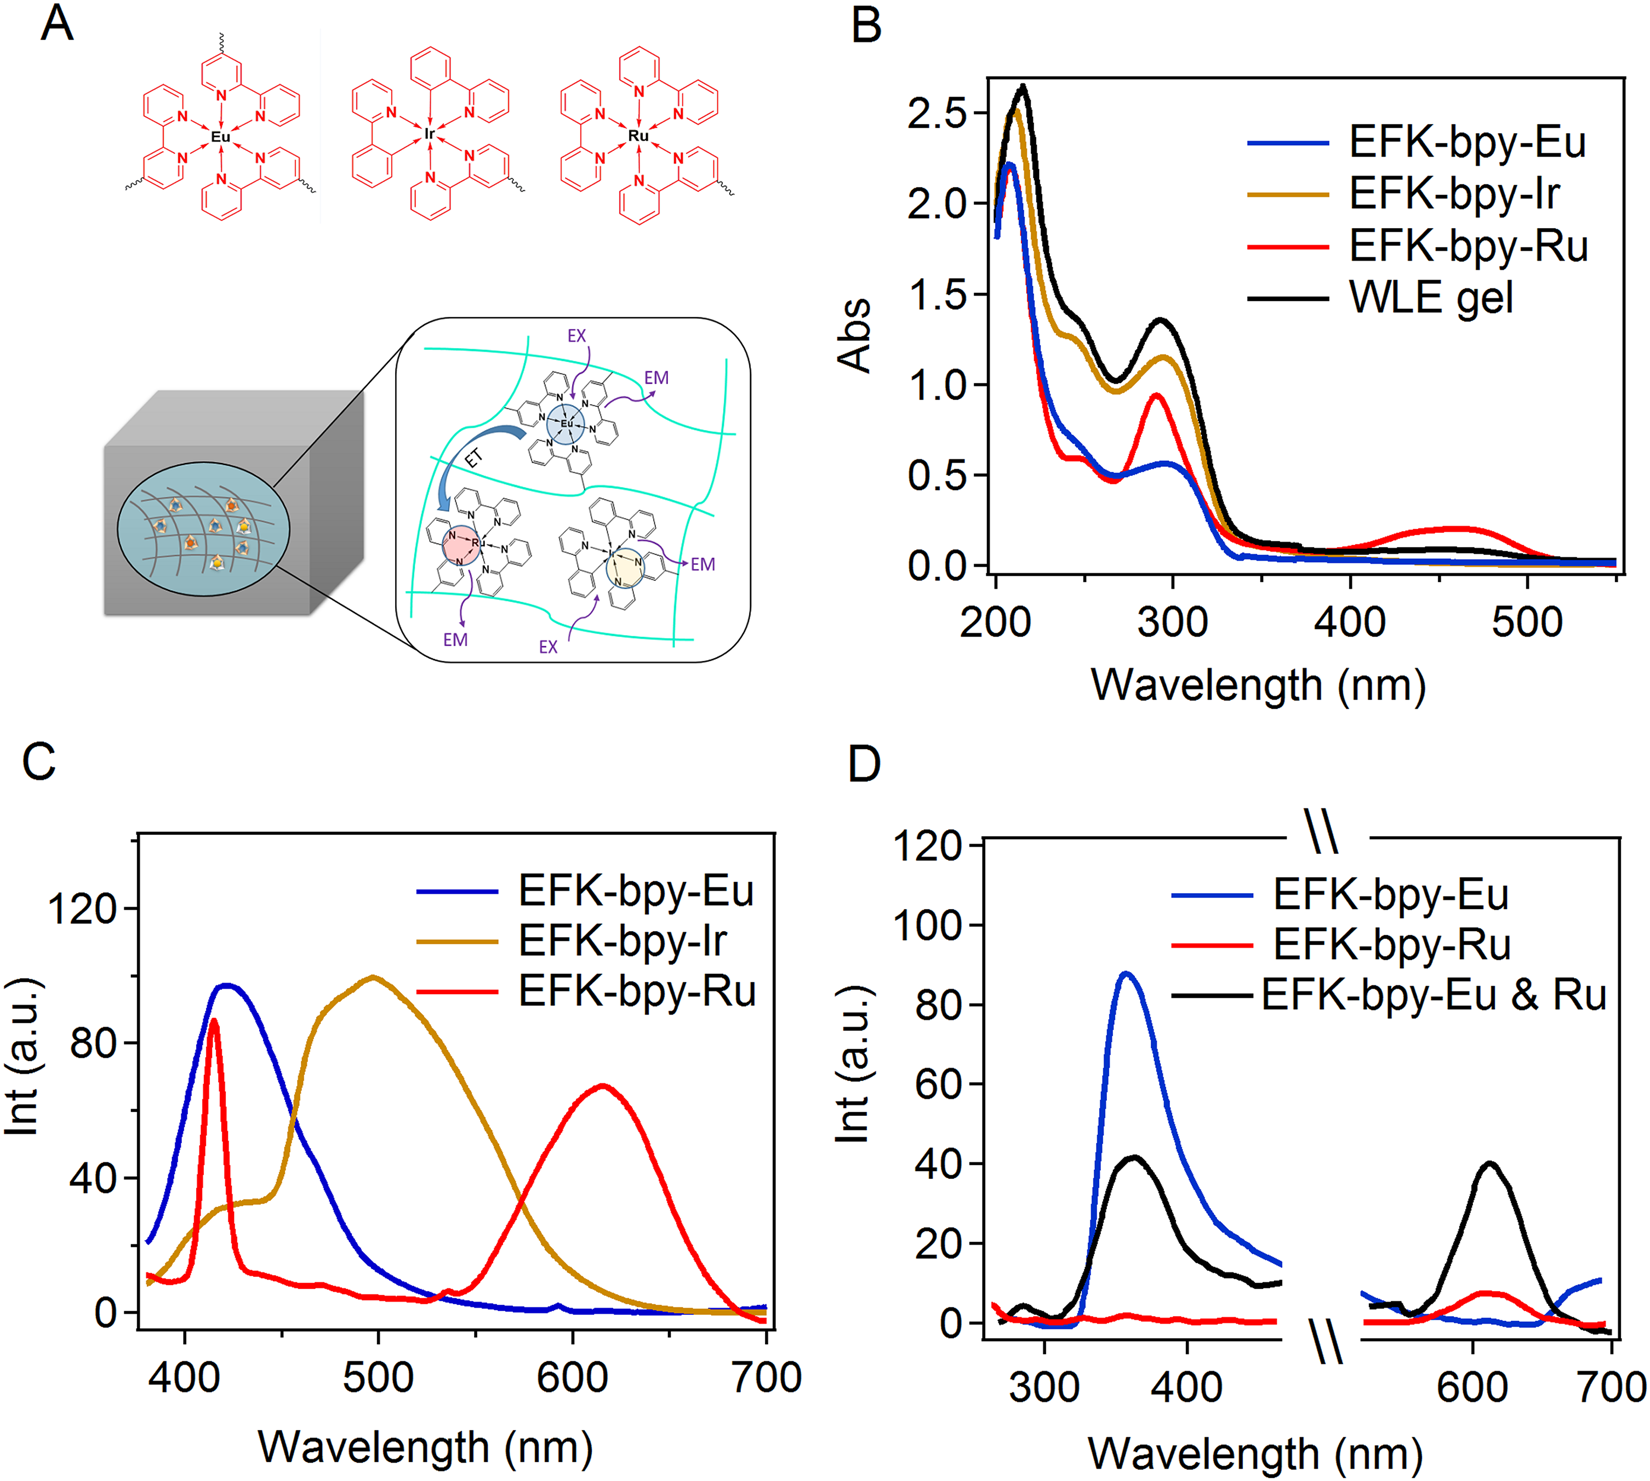 A
N
N
N
N
N
N
Eu
N
N
N
N
Ir
N
N
N
N
N
N
Ru
EX
EM
N
N
N
N
N
N
Eu
ET
N
N
N
N
Ru
N
N
N
Ir
N
EM
EM
EX
B
Abs
2.5
2.0
1.5
1.0
0.5
0.0
EFK-bpy-Eu
EFK-bpy-Ir
EFK-bpy-Ru
WLE gel
200 300 400 500
Wavelength (nm)
C
Int (a.u.)
120
80
40
0
EFK-bpy-Eu
EFK-bpy-Ir
EFK-bpy-Ru
400 500 600 700
Wavelength (nm)
D
Int (a.u.)
120
100
80
60
40
20
0
EFK-bpy-Eu
EFK-bpy-Ru
EFK-bpy-Eu & Ru
300 400 600 700
Wavelength (nm)